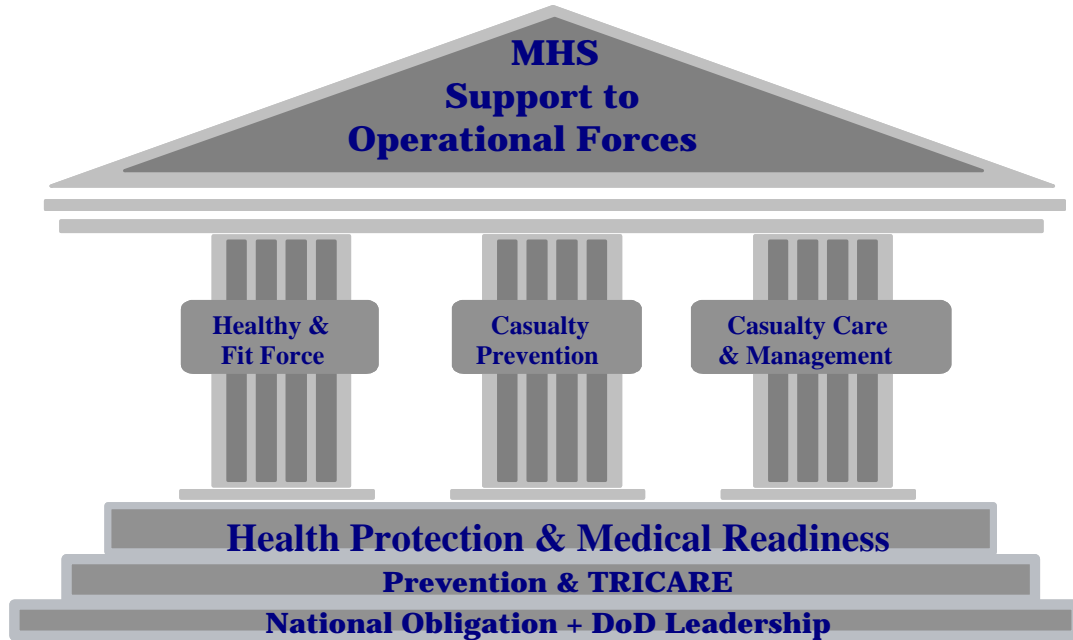 MHS
Support to
Operational Forces
Healthy &
Fit Force
Casualty
Prevention
Casualty Care
& Management
Health Protection & Medical Readiness
Prevention & TRICARE
National Obligation + DoD Leadership